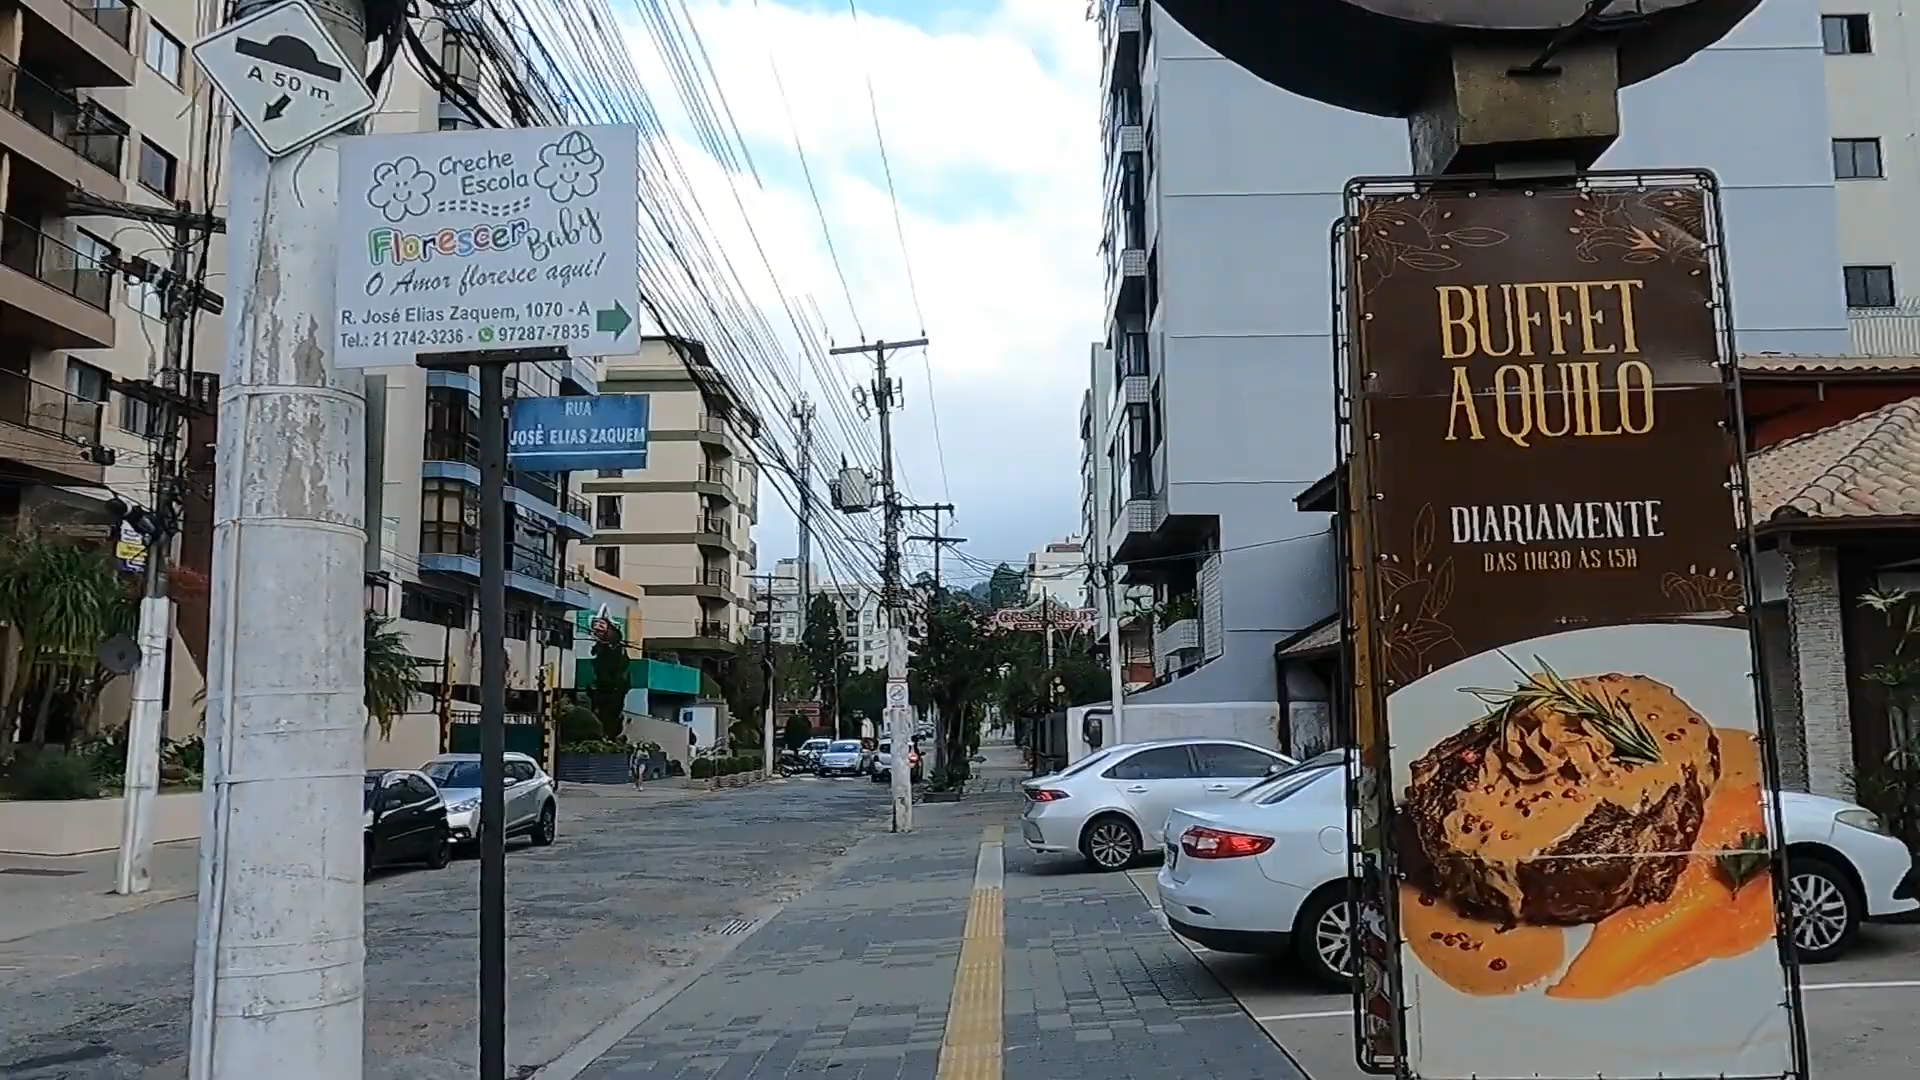 A 50 m
Creche
Escola
Florescer Baby
O Amor floresce aqui!
R. José Elias Zaquem, 1070 - A
Tel.: 21 2742-3236 - 97287-7835
RUA
JOSÉ ELIAS ZAQUEM
BUFFET
A QUILO
DIARIAMENTE
DAS 11H30 ÀS 15H